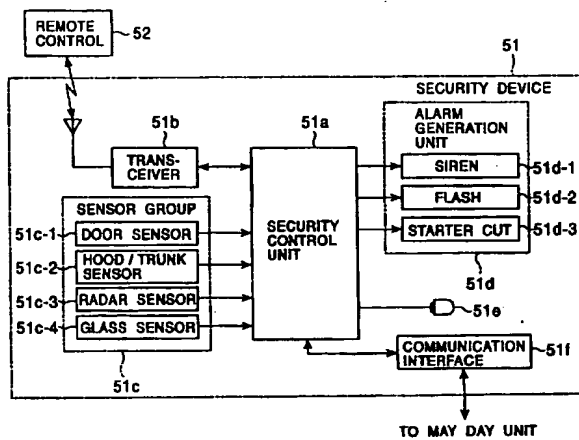 REMOTE
CONTROL
52
51
SECURITY DEVICE
51b
TRANS-
CEIVER
51a
SECURITY
CONTROL
UNIT
ALARM
GENERATION
UNIT
SIREN
51d-1
FLASH
51d-2
STARTER CUT
51d-3
51d
SENSOR GROUP
51c-1
DOOR SENSOR
51c-2
HOOD / TRUNK
SENSOR
51c-3
RADAR SENSOR
51c-4
GLASS SENSOR
51c
51e
COMMUNICATION
INTERFACE
51f
TO MAY DAY UNIT